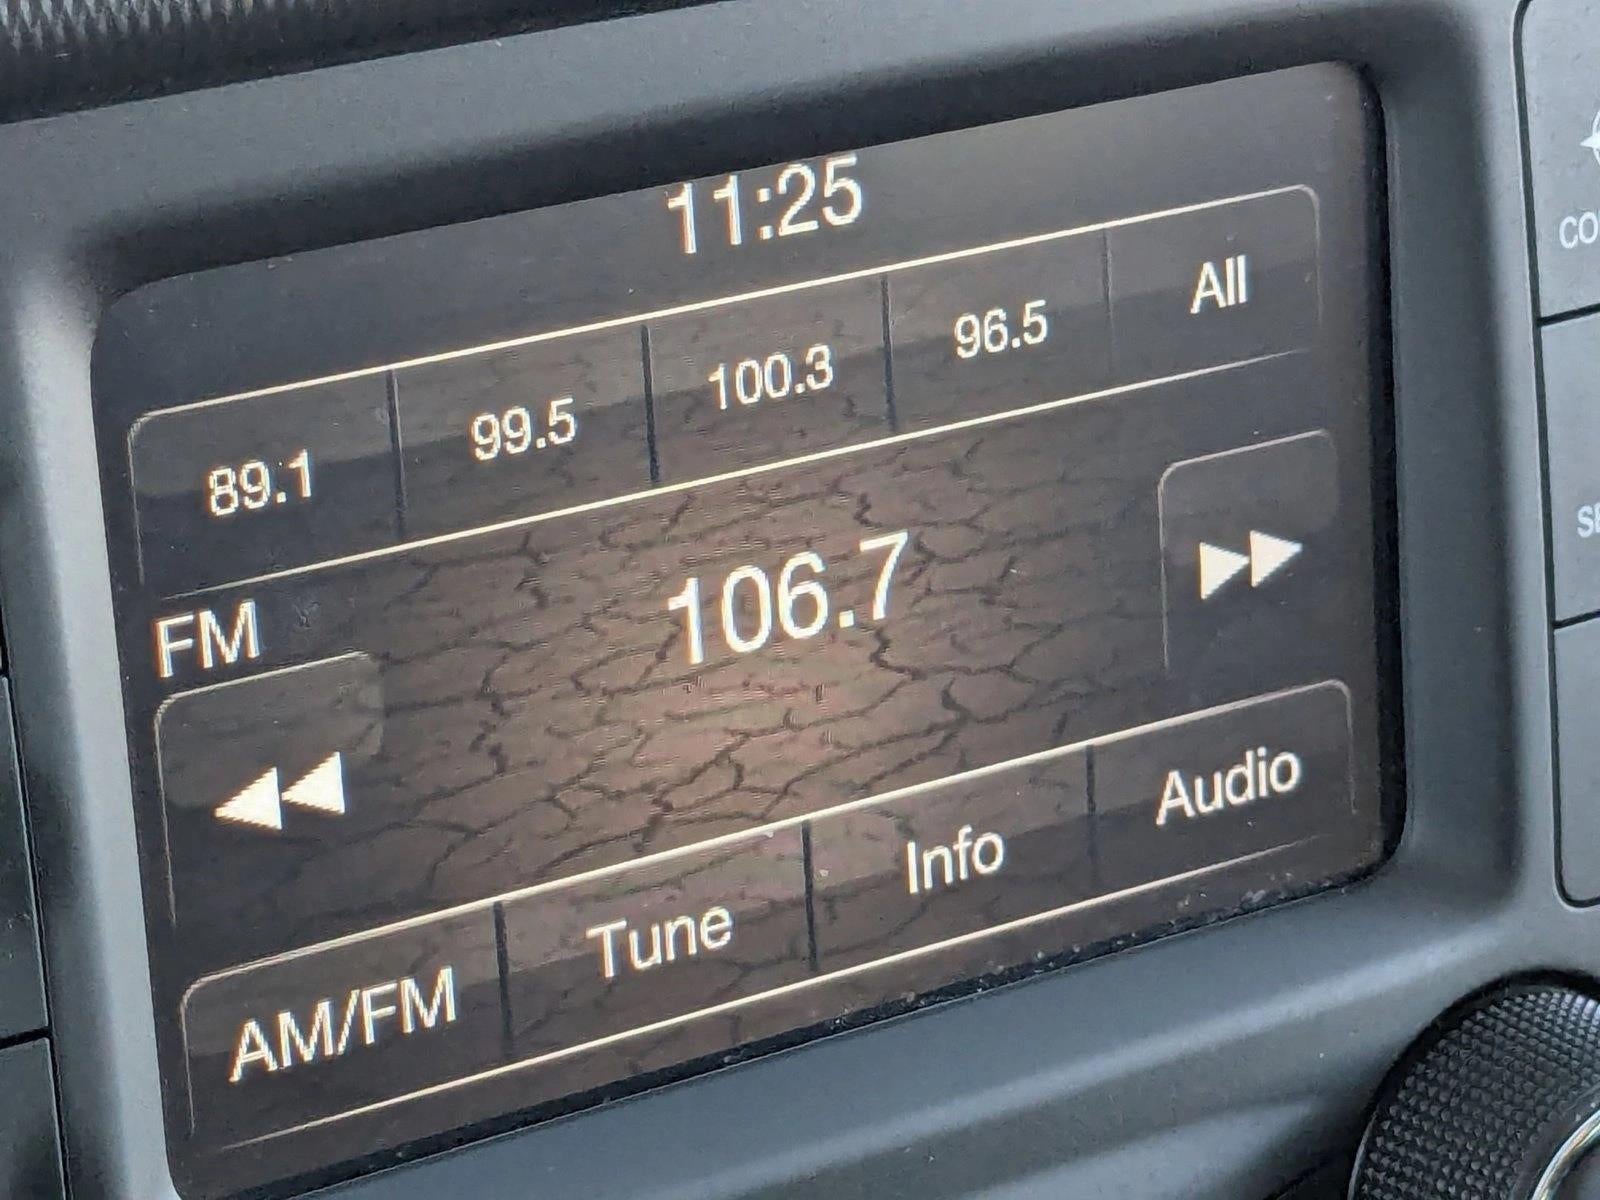 11:25
89.1 99.5 100.3 96.5 All
FM
106.7
AM/FM Tune Info Audio